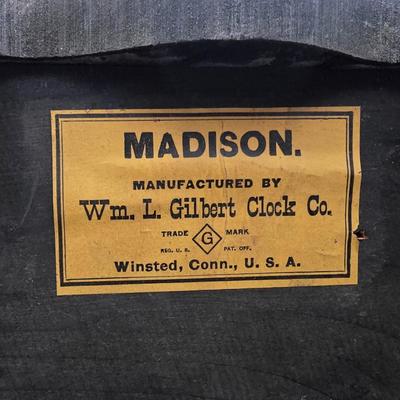 MADISON.
MANUFACTURED BY
Wm. L. Gilbert Clock Co.
TRADE G MARK
REG. U. S. PAT. OFF.
Winsted, Conn., U. S. A.